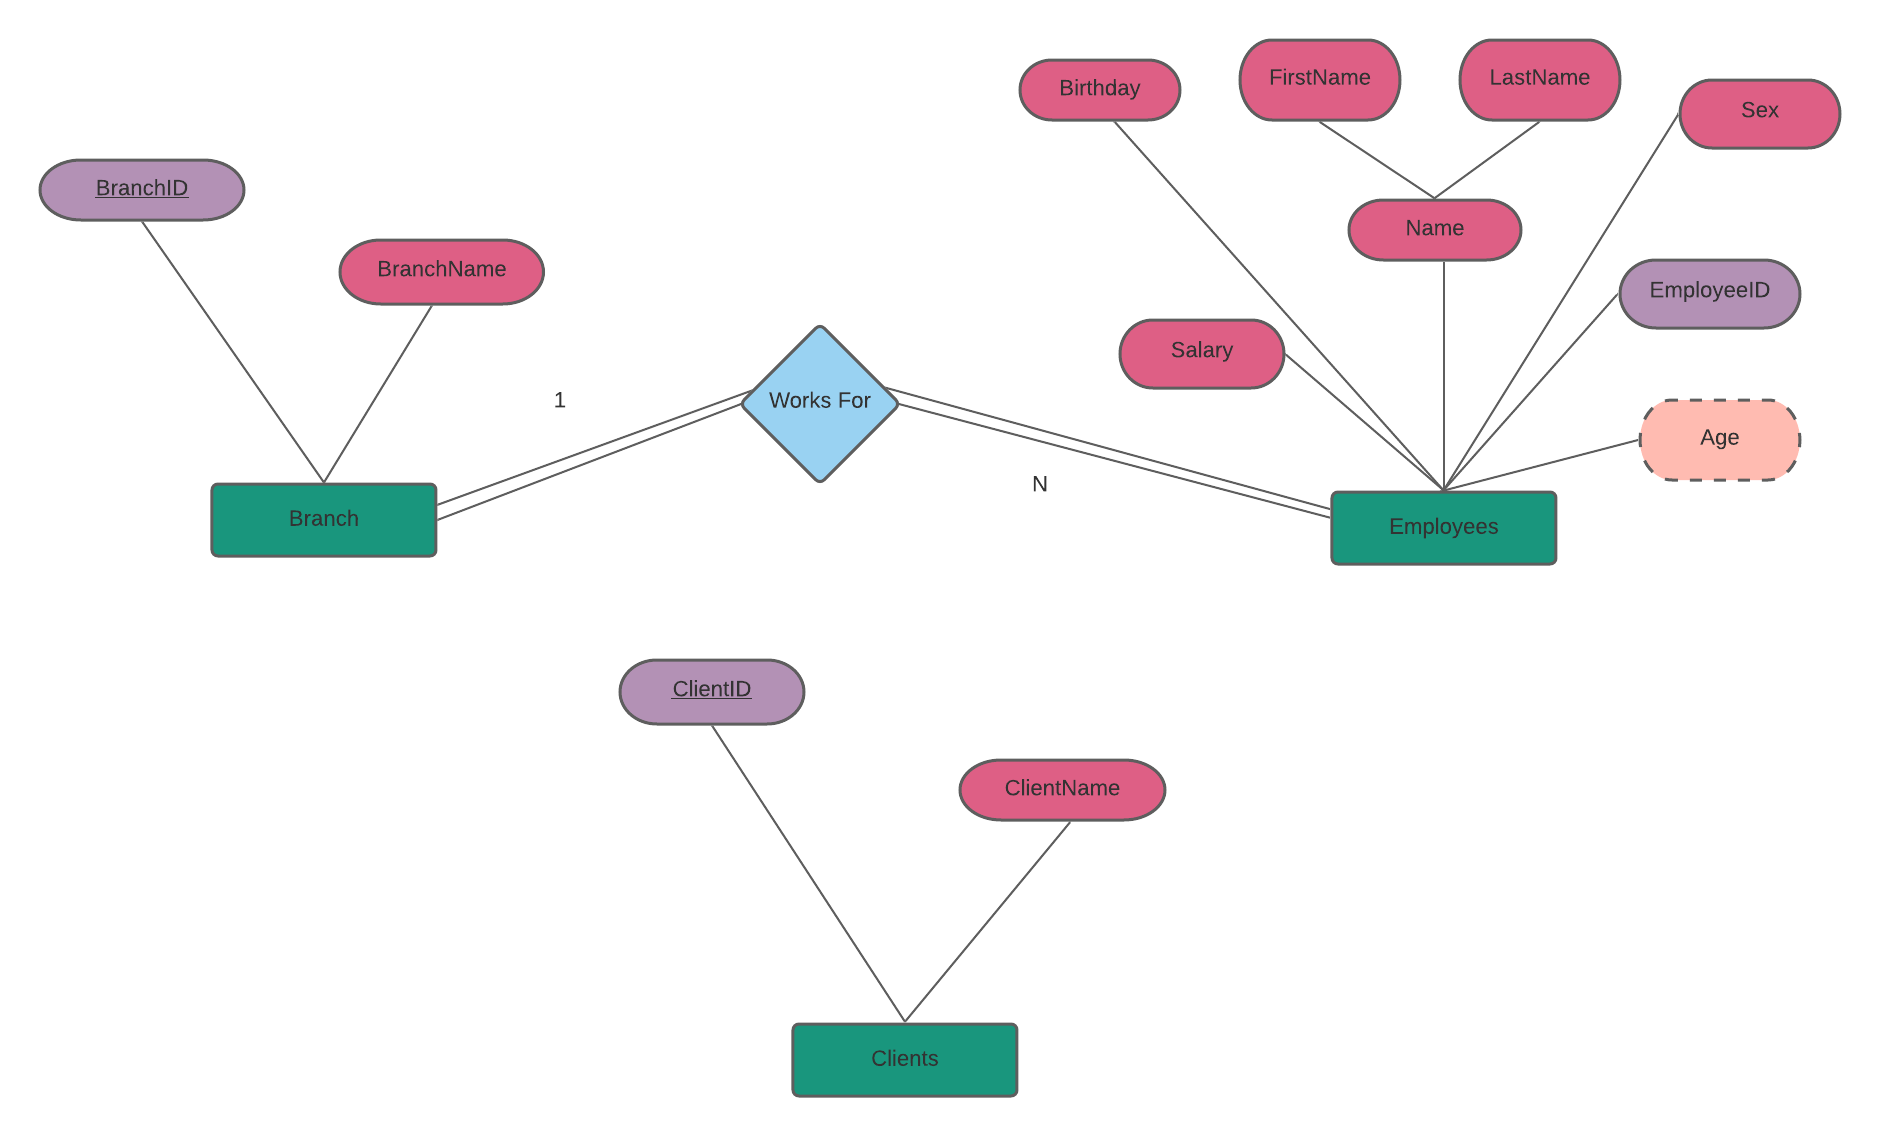 FirstName
LastName
Birthday
Sex
BranchID
Name
BranchName
EmployeeID
Salary
1
Works For
Age
N
Branch
Employees
ClientID
ClientName
Clients